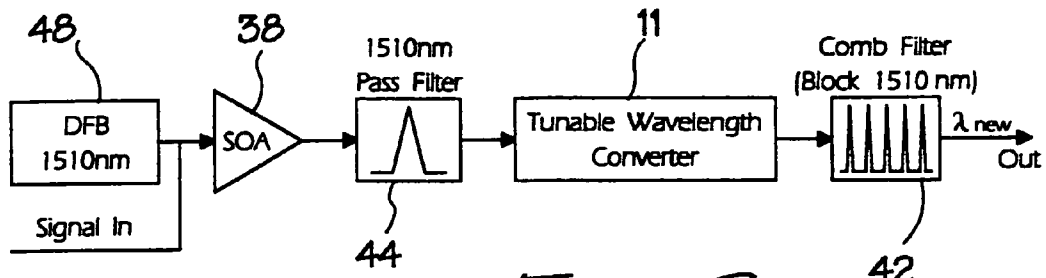 48
38
11
1510nm
Pass Filter
Comb Filter
(Block 1510 nm)
DFB
1510nm
SOA
Tunable Wavelength
Converter
λ new
Out
Signal In
44
42